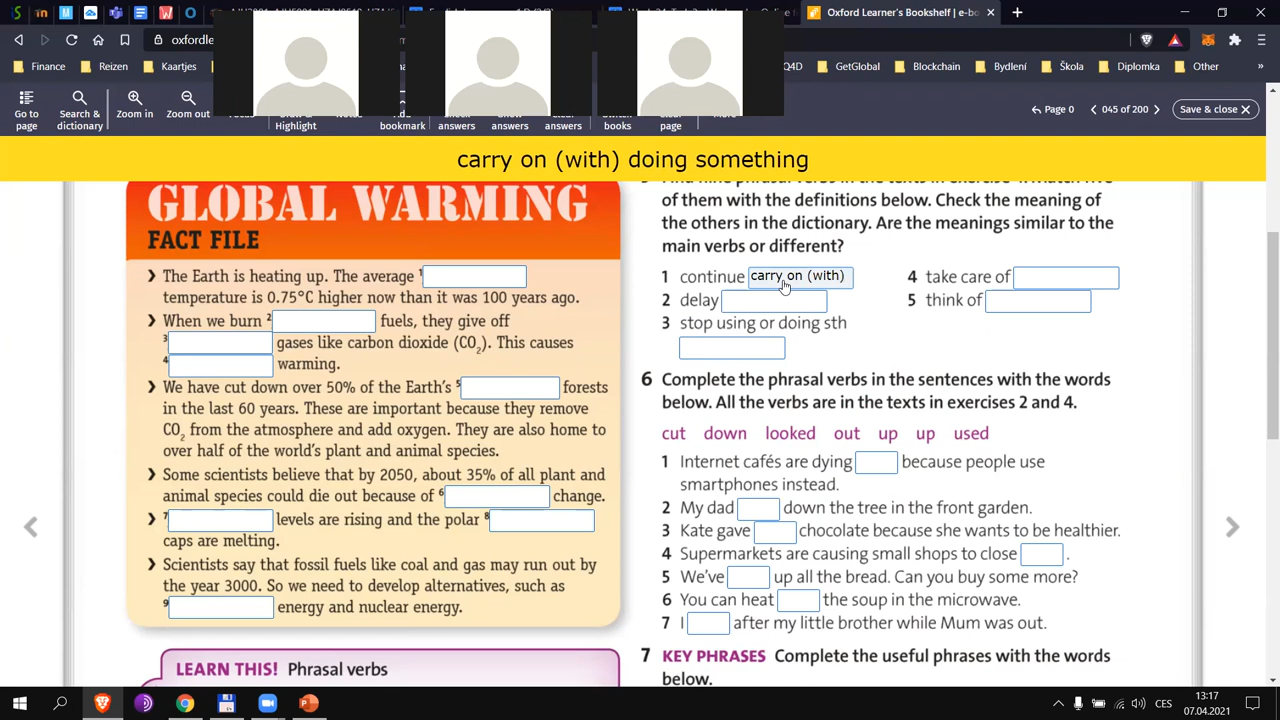 Oxford Learner's Bookshelf | e-bo
oxfordle
Finance
Reizen
Kaartjes
Q4D
GetGlobal
Blockchain
Bydlení
Škola
Diplomka
Other
Go to page
Search & dictionary
Zoom in
Zoom out
Highlight
bookmark
answers
answers
answers
books
page
Page 0
045 of 200
Save & close
carry on (with) doing something
GLOBAL WARMING
FACT FILE
The Earth is heating up. The average 1
temperature is 0.75°C higher now than it was 100 years ago.
When we burn 2 fuels, they give off
3 gases like carbon dioxide (CO2). This causes
4 warming.
We have cut down over 50% of the Earth's 5 forests
in the last 60 years. These are important because they remove
CO2 from the atmosphere and add oxygen. They are also home to
over half of the world's plant and animal species.
Some scientists believe that by 2050, about 35% of all plant and
animal species could die out because of 6 change.
7 levels are rising and the polar 8
caps are melting.
Scientists say that fossil fuels like coal and gas may run out by
the year 3000. So we need to develop alternatives, such as
9 energy and nuclear energy.
LEARN THIS! Phrasal verbs
of them with the definitions below. Check the meaning of
the others in the dictionary. Are the meanings similar to the
main verbs or different?
1 continue carry on (with)
2 delay
3 stop using or doing sth
4 take care of
5 think of
6 Complete the phrasal verbs in the sentences with the words
below. All the verbs are in the texts in exercises 2 and 4.
cut down looked out up up used
1 Internet cafés are dying because people use
smartphones instead.
2 My dad down the tree in the front garden.
3 Kate gave chocolate because she wants to be healthier.
4 Supermarkets are causing small shops to close .
5 We've up all the bread. Can you buy some more?
6 You can heat the soup in the microwave.
7 I after my little brother while Mum was out.
7 KEY PHRASES Complete the useful phrases with the words
below.
CES
13:17
07.04.2021